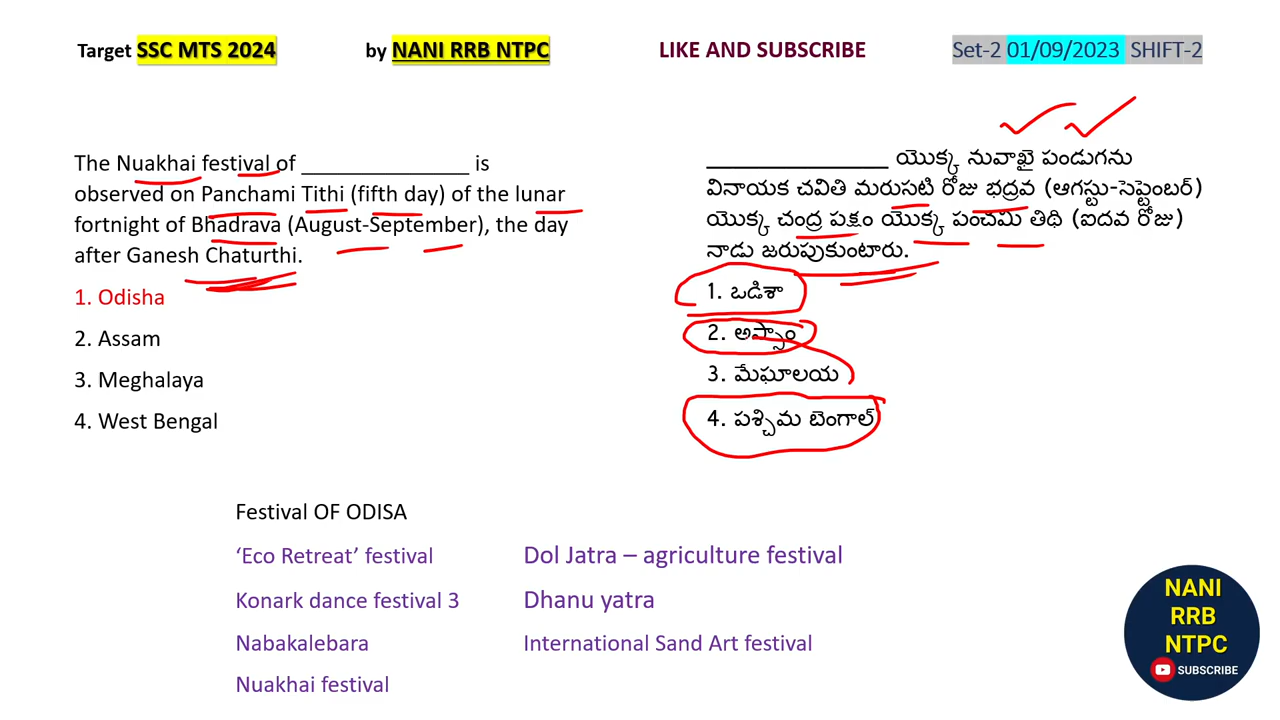 Target SSC MTS 2024 by NANI RRB NTPC LIKE AND SUBSCRIBE Set-2 01/09/2023 SHIFT-2
The Nuakhai festival of ______________ is
observed on Panchami Tithi (fifth day) of the lunar
fortnight of Bhadrava (August-September), the day
after Ganesh Chaturthi.
1. Odisha
2. Assam
3. Meghalaya
4. West Bengal
_______________ యొక్క నువాఖై పండుగను
వినాయక చవితి మరుసటి రోజు భద్రవ (ఆగస్టు-సెప్టెంబర్)
యొక్క చంద్ర పక్షం యొక్క పంచమి తిథి (ఐదవ రోజు)
నాడు జరుపుకుంటారు.
1. ఒడిశా
2. అస్సాం
3. మేఘాలయ
4. పశ్చిమ బెంగాల్
Festival OF ODISA
‘Eco Retreat’ festival
Konark dance festival 3
Nabakalebara
Nuakhai festival
Dol Jatra – agriculture festival
Dhanu yatra
International Sand Art festival
NANI
RRB
NTPC
SUBSCRIBE